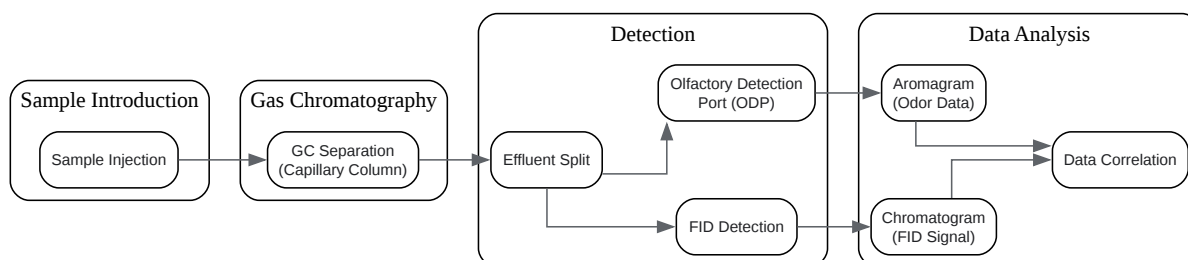 Sample Introduction
Sample Injection
Gas Chromatography
GC Separation
(Capillary Column)
Detection
Effluent Split
Olfactory Detection
Port (ODP)
FID Detection
Data Analysis
Aromagram
(Odor Data)
Chromatogram
(FID Signal)
Data Correlation